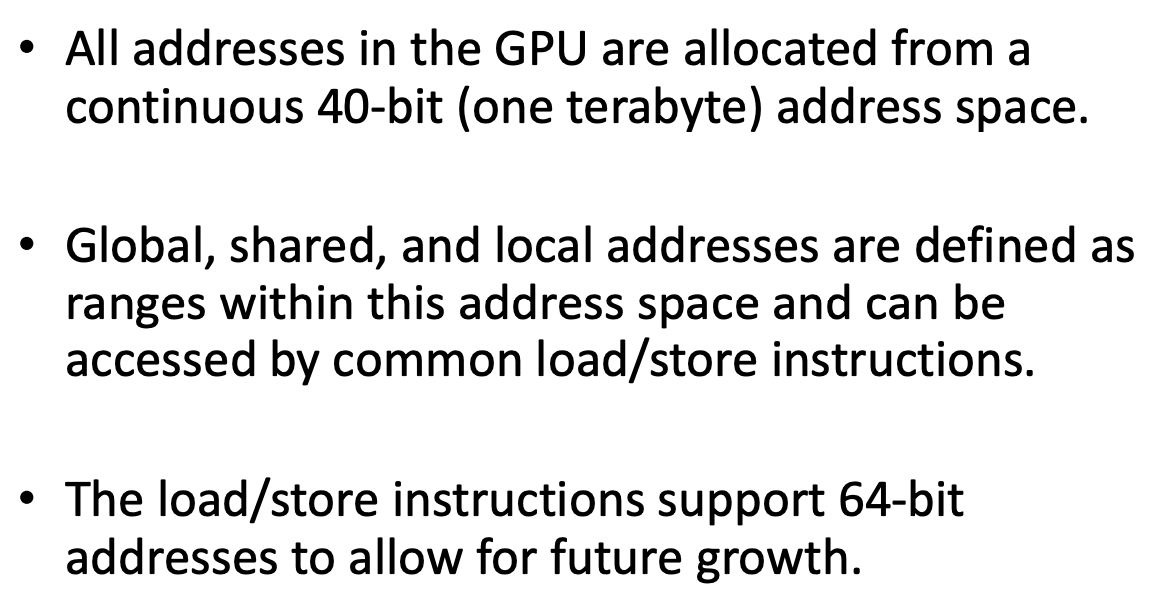 • All addresses in the GPU are allocated from a
continuous 40-bit (one terabyte) address space.
• Global, shared, and local addresses are defined as
ranges within this address space and can be
accessed by common load/store instructions.
• The load/store instructions support 64-bit
addresses to allow for future growth.